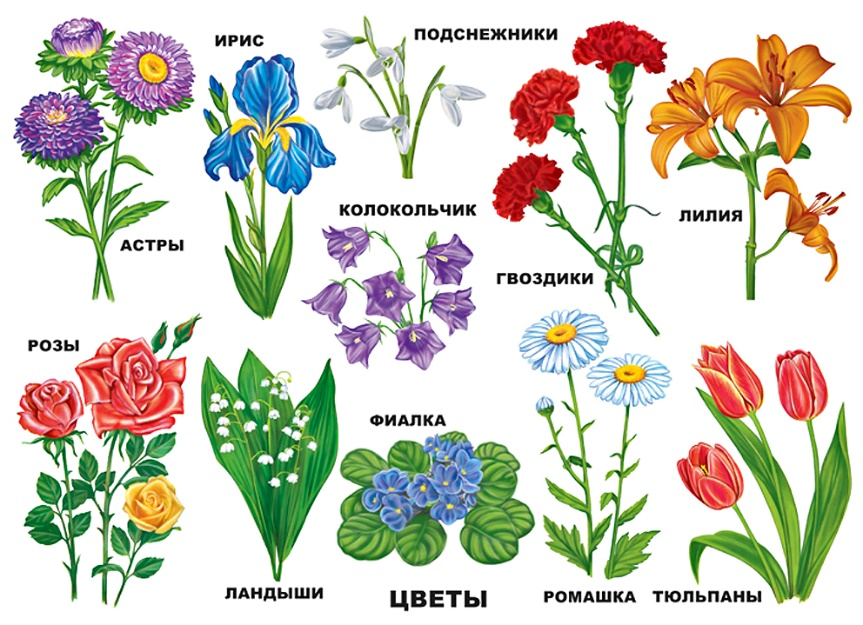 ИРИС
ПОДСНЕЖНИКИ
АСТРЫ
КОЛОКОЛЬЧИК
ЛИЛИЯ
ГВОЗДИКИ
РОЗЫ
ФИАЛКА
ЛАНДЫШИ
ЦВЕТЫ
РОМАШКА
ТЮЛЬПАНЫ